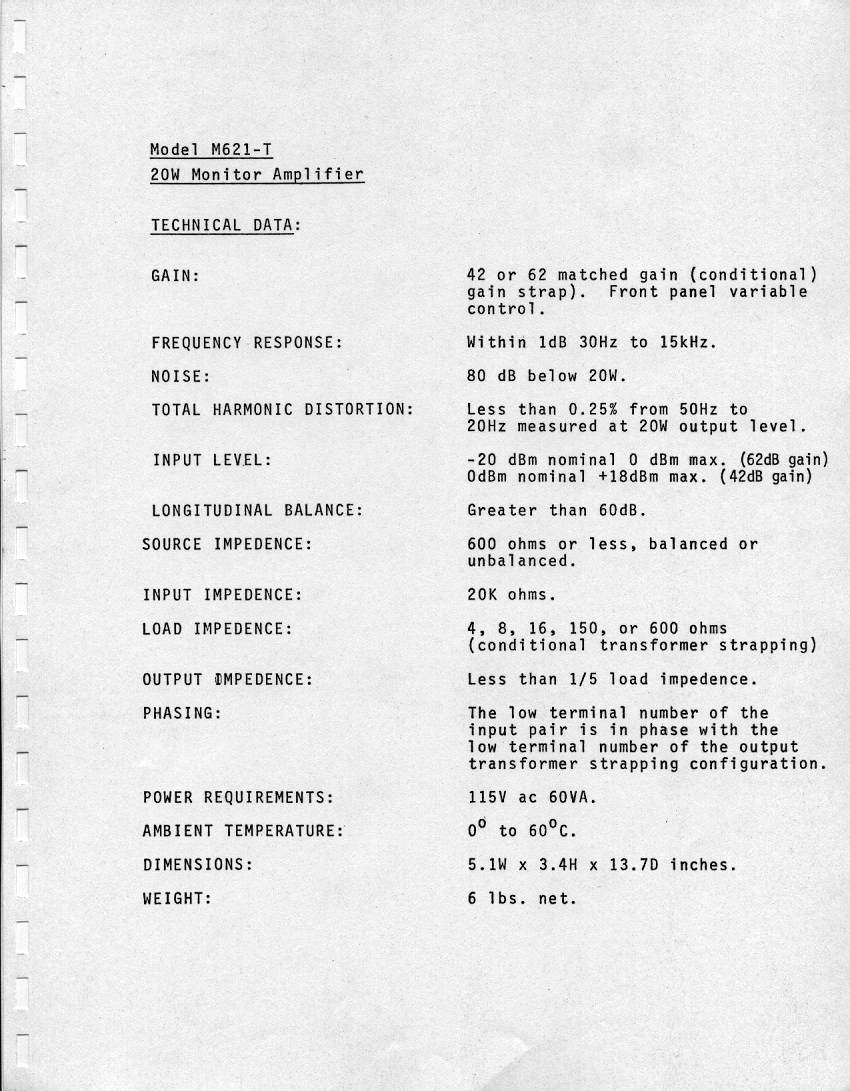 Model M621-T
20W Monitor Amplifier
TECHNICAL DATA:
GAIN: 42 or 62 matched gain (conditional)
gain strap). Front panel variable
control.
FREQUENCY RESPONSE: Within 1dB 30Hz to 15kHz.
NOISE: 80 dB below 20W.
TOTAL HARMONIC DISTORTION: Less than 0.25% from 50Hz to
20Hz measured at 20W output level.
INPUT LEVEL: -20 dBm nominal 0 dBm max. (62dB gain)
0dBm nominal +18dBm max. (42dB gain)
LONGITUDINAL BALANCE: Greater than 60dB.
SOURCE IMPEDENCE: 600 ohms or less, balanced or
unbalanced.
INPUT IMPEDENCE: 20K ohms.
LOAD IMPEDENCE: 4, 8, 16, 150, or 600 ohms
(conditional transformer strapping)
OUTPUT IMPEDENCE: Less than 1/5 load impedence.
PHASING: The low terminal number of the
input pair is in phase with the
low terminal number of the output
transformer strapping configuration.
POWER REQUIREMENTS: 115V ac 60VA.
AMBIENT TEMPERATURE: 0° to 60°C.
DIMENSIONS: 5.1W x 3.4H x 13.7D inches.
WEIGHT: 6 lbs. net.